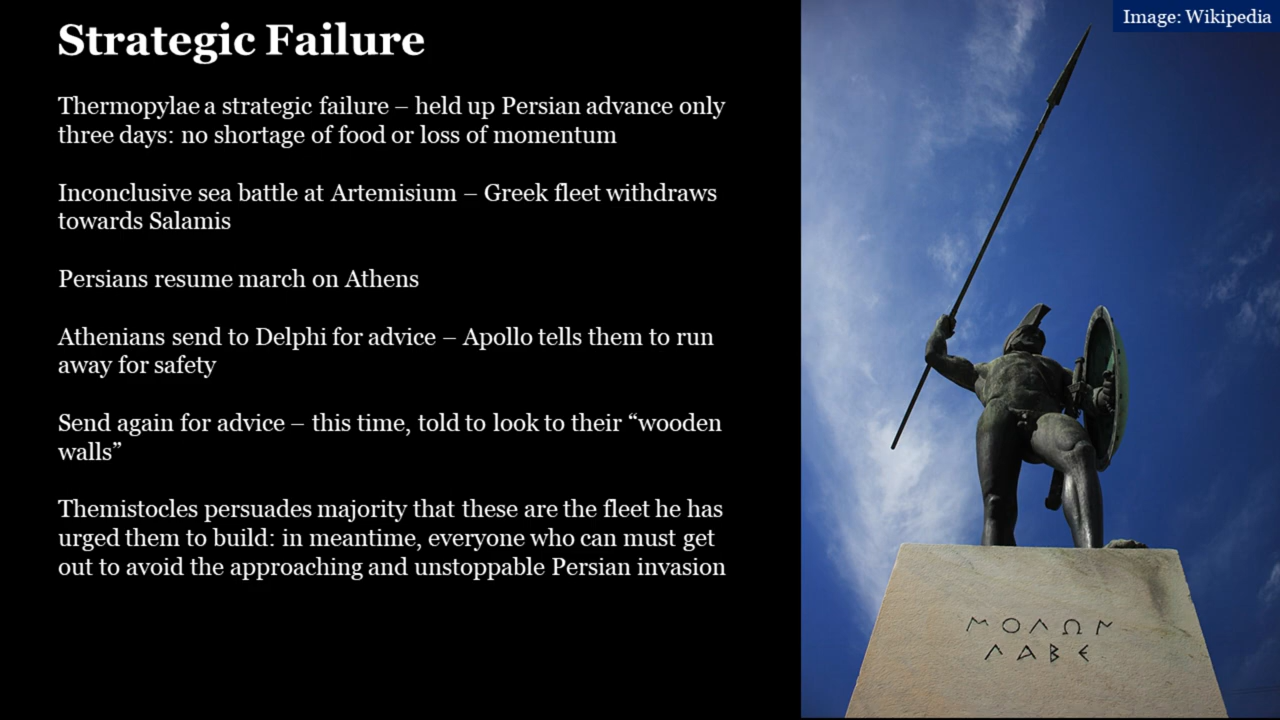 Strategic Failure
Thermopylae a strategic failure – held up Persian advance only
three days: no shortage of food or loss of momentum
Inconclusive sea battle at Artemisium – Greek fleet withdraws
towards Salamis
Persians resume march on Athens
Athenians send to Delphi for advice – Apollo tells them to run
away for safety
Send again for advice – this time, told to look to their “wooden
walls”
Themistocles persuades majority that these are the fleet he has
urged them to build: in meantime, everyone who can must get
out to avoid the approaching and unstoppable Persian invasion
Image: Wikipedia
ΜΟΛΩΝ
ΛΑΒΕ